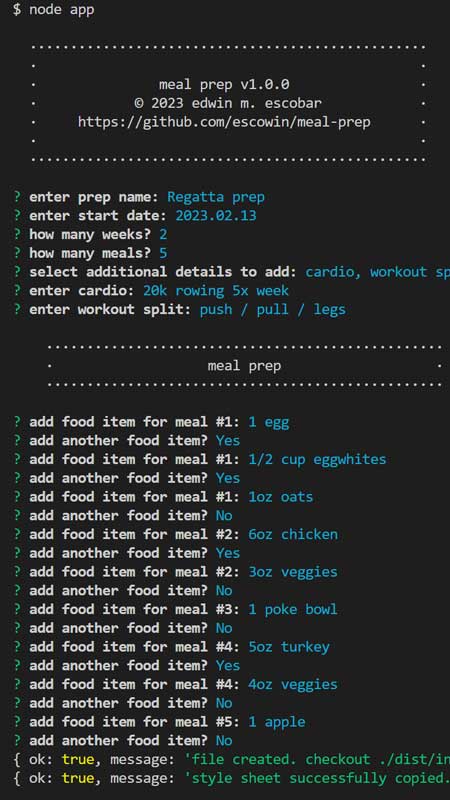 $ node app
meal prep v1.0.0
© 2023 edwin m. escobar
https://github.com/escowin/meal-prep
? enter prep name: Regatta prep
? enter start date: 2023.02.13
? how many weeks? 2
? how many meals? 5
? select additional details to add: cardio, workout sp
? enter cardio: 20k rowing 5x week
? enter workout split: push / pull / legs
meal prep
? add food item for meal #1: 1 egg
? add another food item? Yes
? add food item for meal #1: 1/2 cup eggwhites
? add another food item? Yes
? add food item for meal #1: 1oz oats
? add another food item? No
? add food item for meal #2: 6oz chicken
? add another food item? Yes
? add food item for meal #2: 3oz veggies
? add another food item? No
? add food item for meal #3: 1 poke bowl
? add another food item? No
? add food item for meal #4: 5oz turkey
? add another food item? Yes
? add food item for meal #4: 4oz veggies
? add another food item? No
? add food item for meal #5: 1 apple
? add another food item? No
{ ok: true, message: 'file created. checkout ./dist/in
{ ok: true, message: 'style sheet successfully copied.